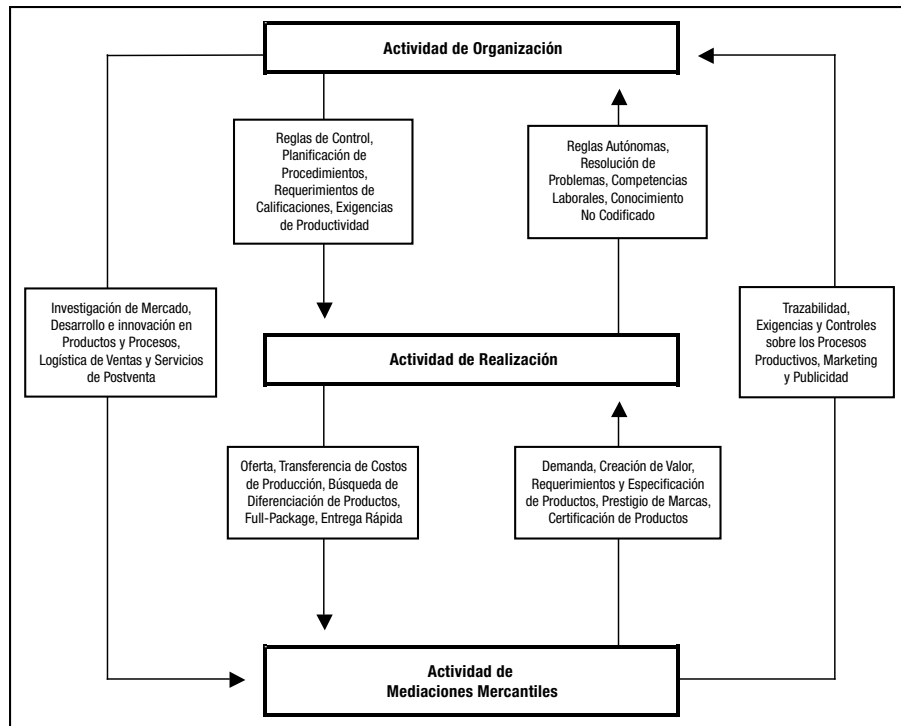 Actividad de Organización
Reglas de Control,
Planificación de
Procedimientos,
Requerimientos de
Calificaciones, Exigencias
de Productividad
Reglas Autónomas,
Resolución de
Problemas, Competencias
Laborales, Conocimiento
No Codificado
Investigación de Mercado,
Desarrollo e innovación en
Productos y Procesos,
Logística de Ventas y Servicios
de Postventa
Trazabilidad,
Exigencias y Controles
sobre los Procesos
Productivos, Marketing
y Publicidad
Actividad de Realización
Oferta, Transferencia de Costos
de Producción, Búsqueda de
Diferenciación de Productos,
Full-Package, Entrega Rápida
Demanda, Creación de Valor,
Requerimientos y Especificación
de Productos, Prestigio de Marcas,
Certificación de Productos
Actividad de
Mediaciones Mercantiles